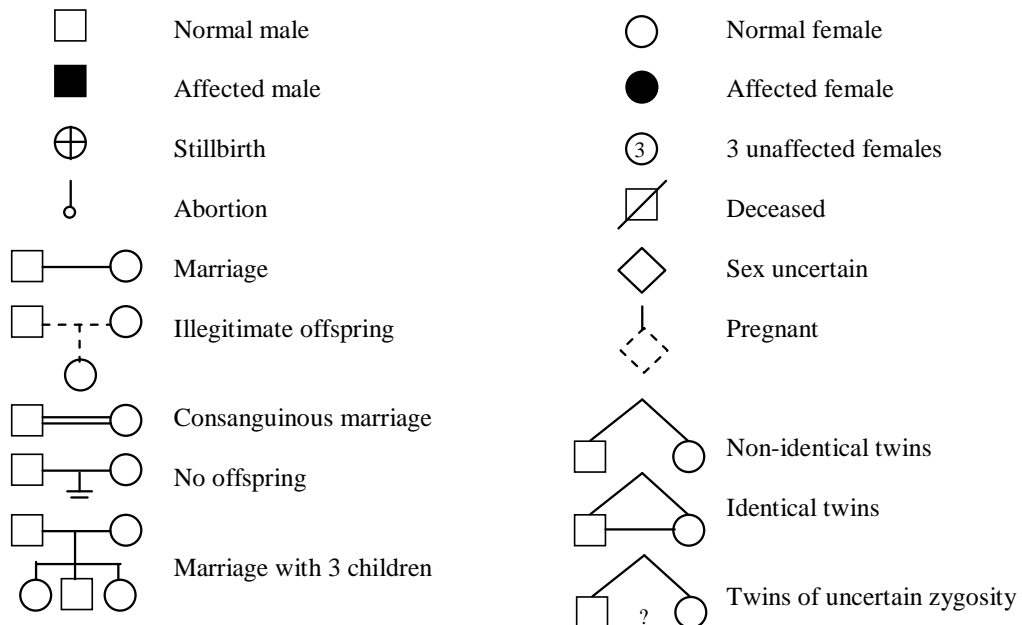 Normal male
Affected male
Stillbirth
Abortion
Marriage
Illegitimate offspring
Consanguinous marriage
No offspring
Marriage with 3 children
Normal female
Affected female
3
3 unaffected females
Deceased
Sex uncertain
Pregnant
Non-identical twins
Identical twins
?
Twins of uncertain zygosity